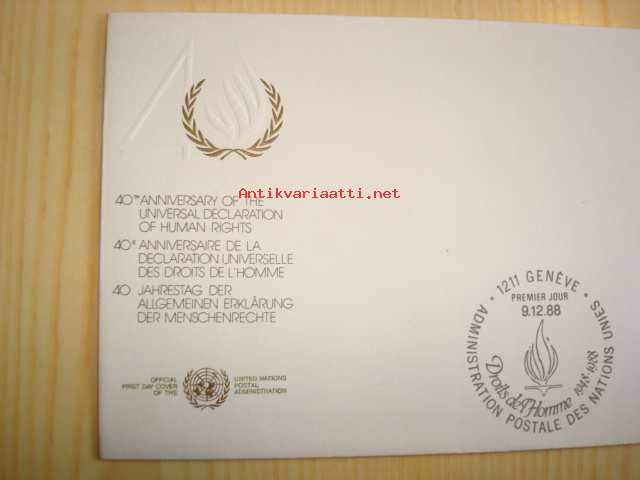 Antikvariaatti.net
40TH ANNIVERSARY OF THE
UNIVERSAL DECLARATION
OF HUMAN RIGHTS
40e ANNIVERSAIRE DE LA
DECLARATION UNIVERSELLE
DES DROITS DE L'HOMME
40. JAHRESTAG DER
ALLGEMEINEN ERKLÄRUNG
DER MENSCHENRECHTE
OFFICIAL
FIRST DAY COVER
OF THE
UNITED NATIONS
POSTAL
ADMINISTRATION
• 1211 GENÈVE •
PREMIER JOUR
9.12.88
Droits de l'Homme 1948-1988
ADMINISTRATION POSTALE DES NATIONS UNIES